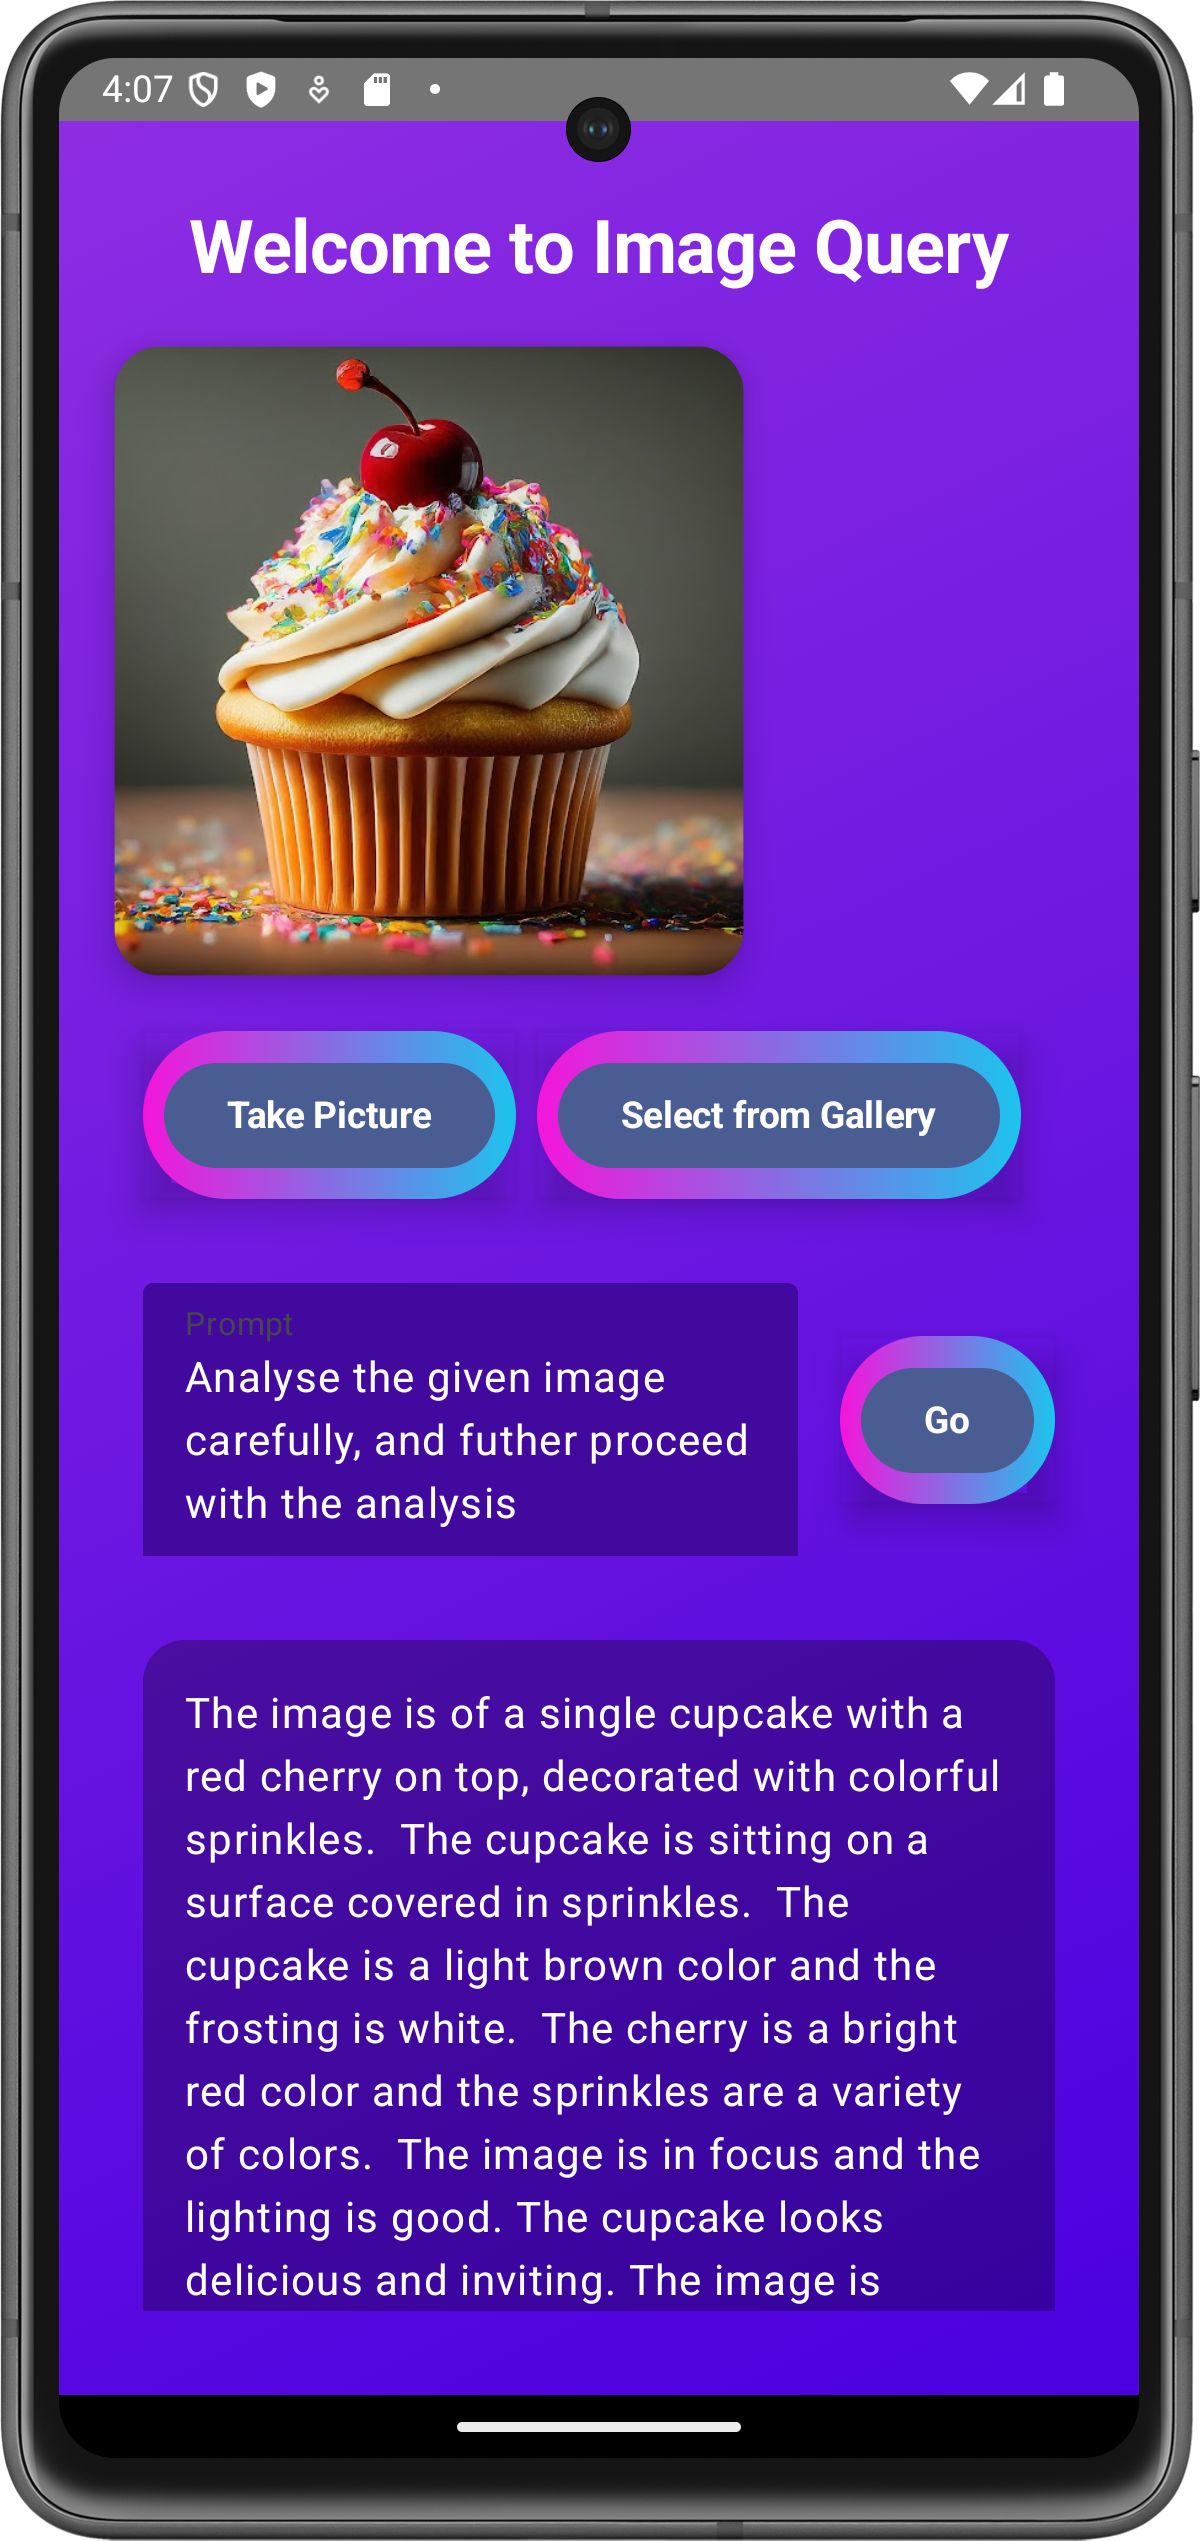 4:07
Welcome to Image Query
Take Picture
Select from Gallery
Prompt
Analyse the given image
carefully, and futher proceed
with the analysis
Go
The image is of a single cupcake with a
red cherry on top, decorated with colorful
sprinkles.  The cupcake is sitting on a
surface covered in sprinkles.  The
cupcake is a light brown color and the
frosting is white.  The cherry is a bright
red color and the sprinkles are a variety
of colors.  The image is in focus and the
lighting is good. The cupcake looks
delicious and inviting. The image is